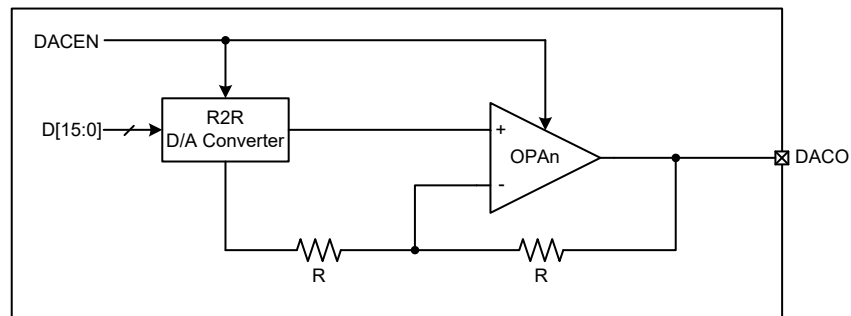 DACEN
D[15:0]
R2R
D/A Converter
+
OPAn
-
DACO
R
R